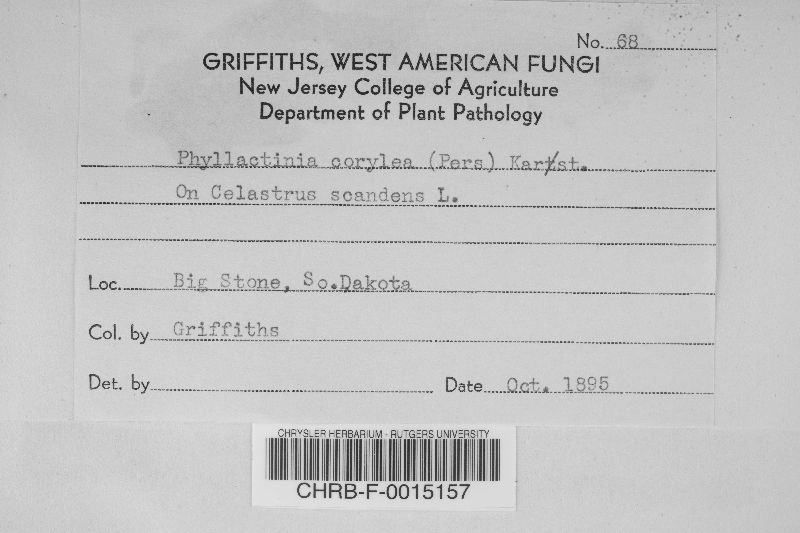 No. 68
GRIFFITHS, WEST AMERICAN FUNGI
New Jersey College of Agriculture
Department of Plant Pathology
Phyllactinia corylea (Pers.) Karst.
On Celastrus scandens L.
Loc. Big Stone, So.Dakota
Col. by Griffiths
Det. by
Date Oct. 1895
CHRYSLER HERBARIUM - RUTGERS UNIVERSITY
CHRB-F-0015157